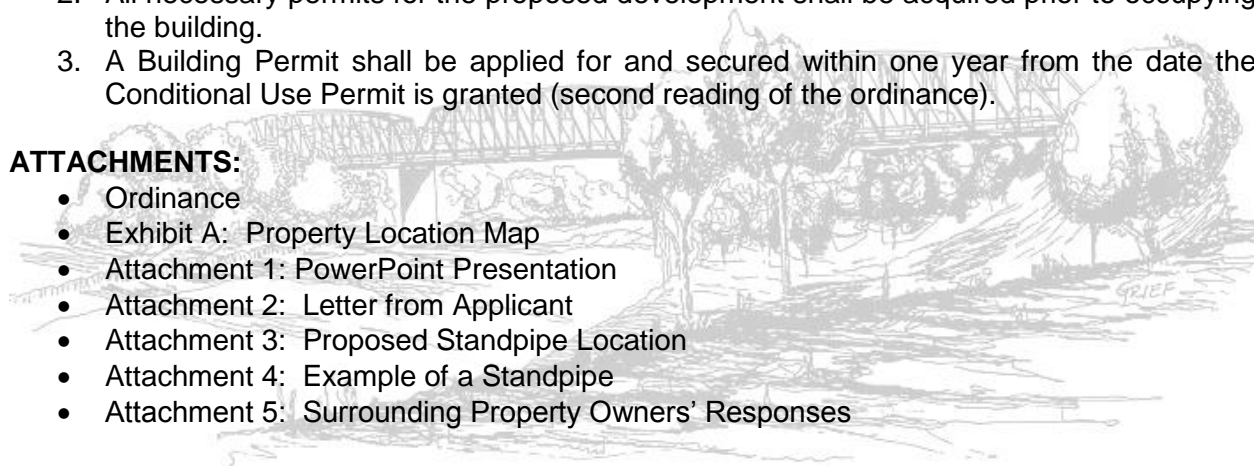 2. All necessary permits for the proposed development shall be acquired prior to occupying
the building.
3. A Building Permit shall be applied for and secured within one year from the date the
Conditional Use Permit is granted (second reading of the ordinance).
ATTACHMENTS:
• Ordinance
• Exhibit A: Property Location Map
• Attachment 1: PowerPoint Presentation
• Attachment 2: Letter from Applicant
• Attachment 3: Proposed Standpipe Location
• Attachment 4: Example of a Standpipe
• Attachment 5: Surrounding Property Owners' Responses
GRIEF